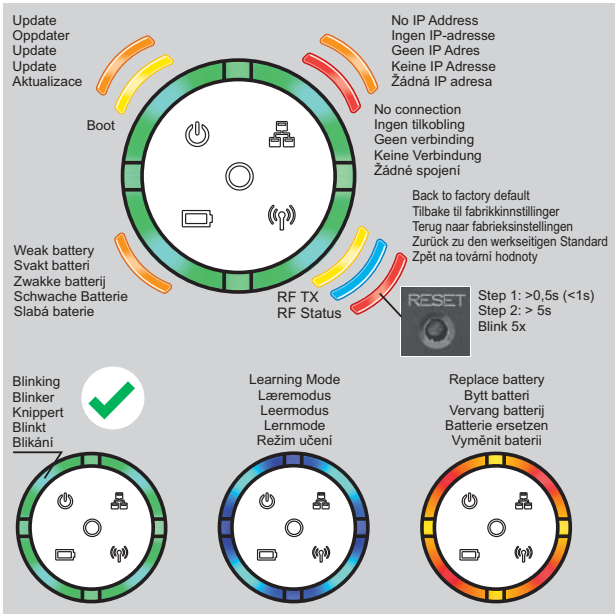 Update
Oppdater
Update
Update
Aktualizace
Boot
No IP Address
Ingen IP-adresse
Geen IP Adres
Keine IP Adresse
Žádná IP adresa
No connection
Ingen tilkobling
Geen verbinding
Keine Verbindung
Žádné spojení
Back to factory default
Tilbake til fabrikkinnstillinger
Terug naar fabrieksinstellingen
Zurück zu den werkseitigen Standard
Zpět na tovární hodnoty
Weak battery
Svakt batteri
Zwakke batterij
Schwache Batterie
Slabá baterie
RF TX
RF Status
RESET
Step 1: >0,5s (<1s)
Step 2: > 5s
Blink 5x
Blinking
Blinker
Knippert
Blinkt
Blikání
Learning Mode
Læremodus
Leermodus
Lernmode
Režim učení
Replace battery
Bytt batteri
Vervang batterij
Batterie ersetzen
Vyměnit baterii